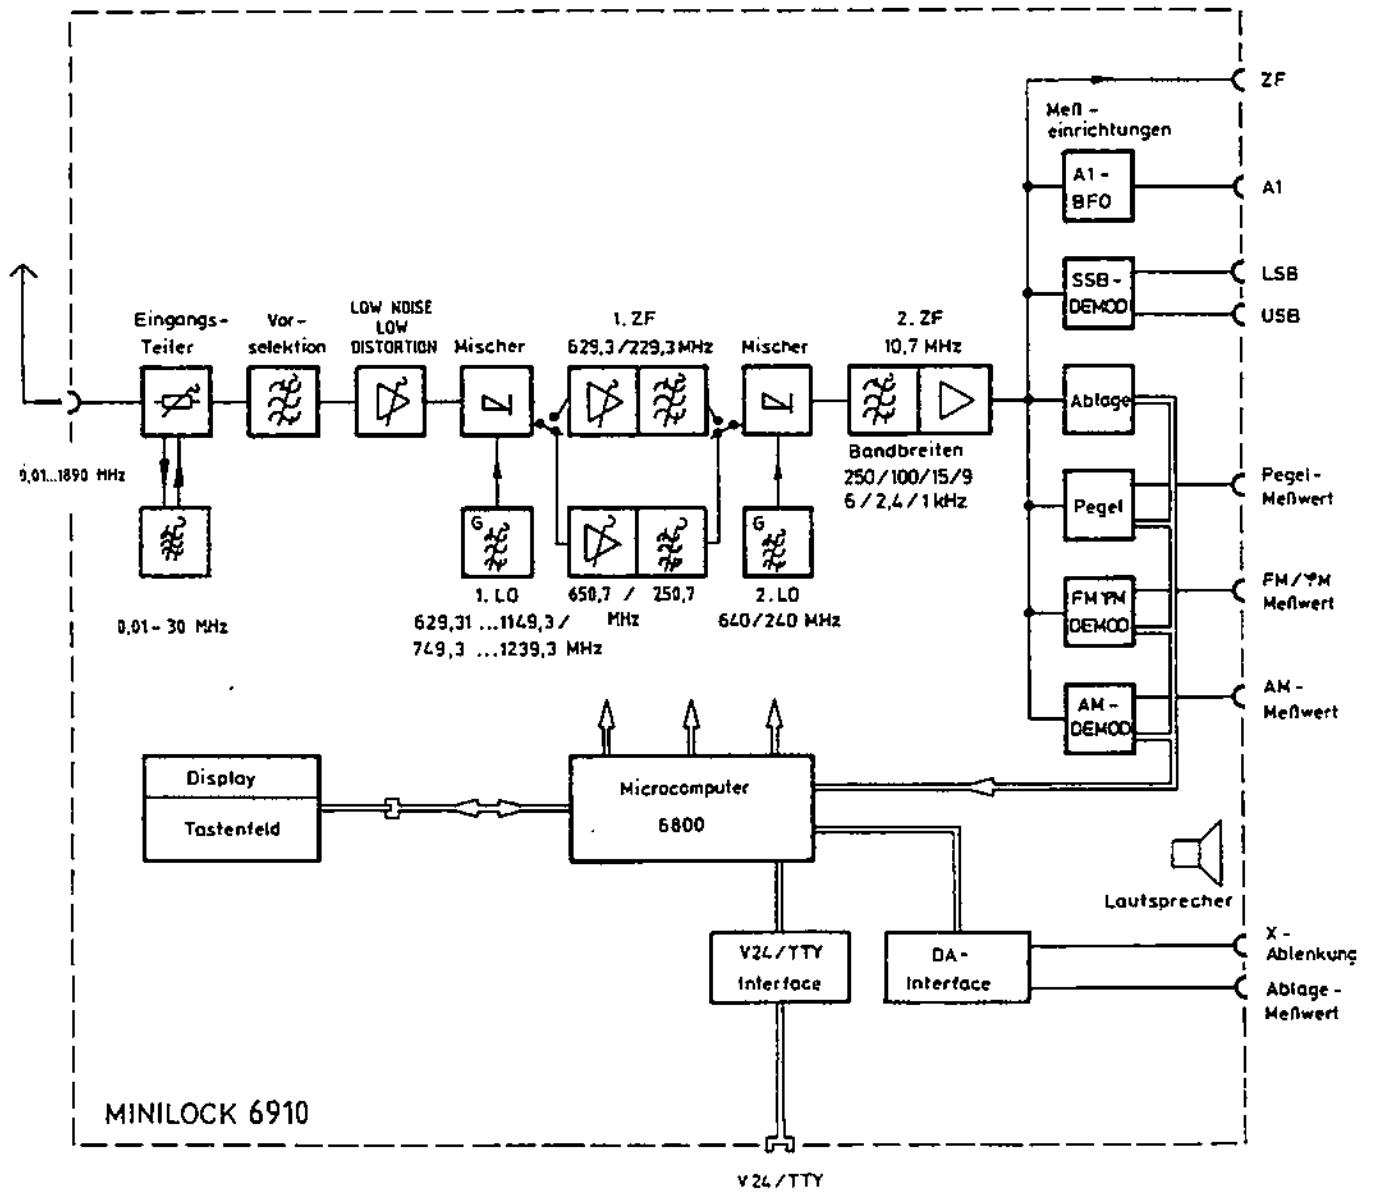 ZF
Meß-
einrichtungen
A1-
BFO
A1
SSB-
DEMOD
LSB
USB
Eingangs-
Teiler
Vor-
selektion
LOW NOISE
LOW
DISTORTION
Mischer
1. ZF
629,3/229,3 MHz
Mischer
2. ZF
10,7 MHz
Ablage
0,01...1890 MHz
Bandbreiten
250/100/15/9
6/2,4/1 kHz
Pegel
Pegel-
Meßwert
G
G
0,01-30 MHz
1. LO
629,31 ...1149,3/
749,3 ...1239,3 MHz
650,7 / 250,7
MHz
2. LO
640/240 MHz
FM φM
DEMOD
FM/φM
Meßwert
AM-
DEMOD
AM-
Meßwert
Display
Tastenfeld
Microcomputer
6800
Lautsprecher
V24/TTY
Interface
DA-
Interface
X-
Ablenkung
Ablage-
Meßwert
MINILOCK 6910
V24/TTY